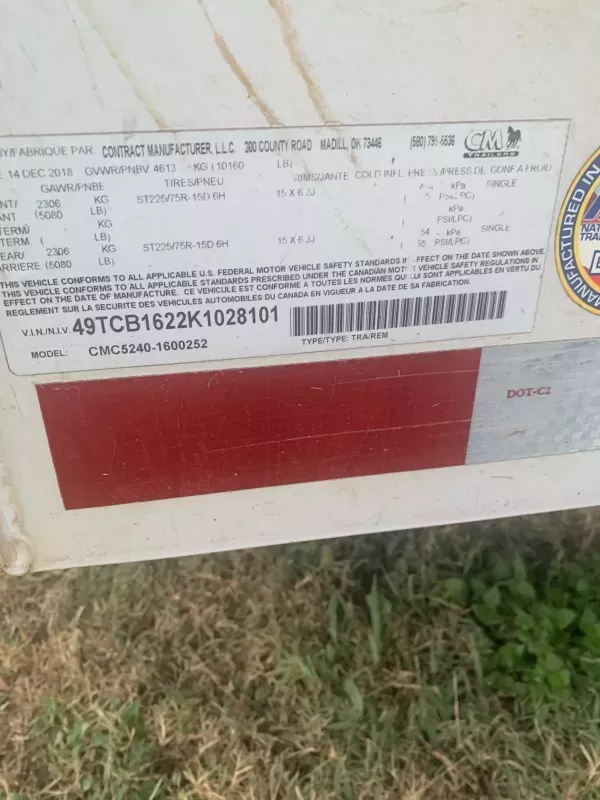 BY/FABRIQUE PAR CONTRACT MANUFACTURER, L.L.C. 200 COUNTY ROAD MADILL, OK 73446 CM TRAILERS
14 DEC 2018 GVWR/PNBV 4613 KG (10160 LB)
GAWR/PNBE TIRES/PNEU RIMS/JANTE COLD INFL PRESS/PRESS.DE GONF A FROID
2306 KG ST225/75R-15D 6H 15 X 6 JJ kPa SINGLE
(5080 LB)
kPa
TERM. ( LB) PSI/LPC)
2306 KG ST225/75R-15D 6H 15 X 6 JJ kPa SINGLE
(5080 LB) PSI/LPC)
THIS VEHICLE CONFORMS TO ALL APPLICABLE U.S. FEDERAL MOTOR VEHICLE SAFETY STANDARDS IN EFFECT ABOVE
THIS VEHICLE CONFORMS TO ALL APPLICABLE STANDARDS PRESCRIBED UNDER THE CANADIAN MOTOR VEHICLE SAFETY REGULATIONS IN
EFFECT ON THE DATE OF MANUFACTURE. CE VEHICULE EST CONFORME A TOUTES LES NORMES QUI LUI SONT APPLICABLES EN VERTU DU
REGLEMENT SUR LA SECURITE DES VEHICULES AUTOMOBILES DU CANADA EN VIGUEUR A LA DATE DE SA FABRICATION.
V.I.N./N.I.V. 49TCB1622K1028101
MODEL: CMC5240-1600252 TYPE/TYPE: TRA/REM
MANUFACTURED IN
DOT-C2